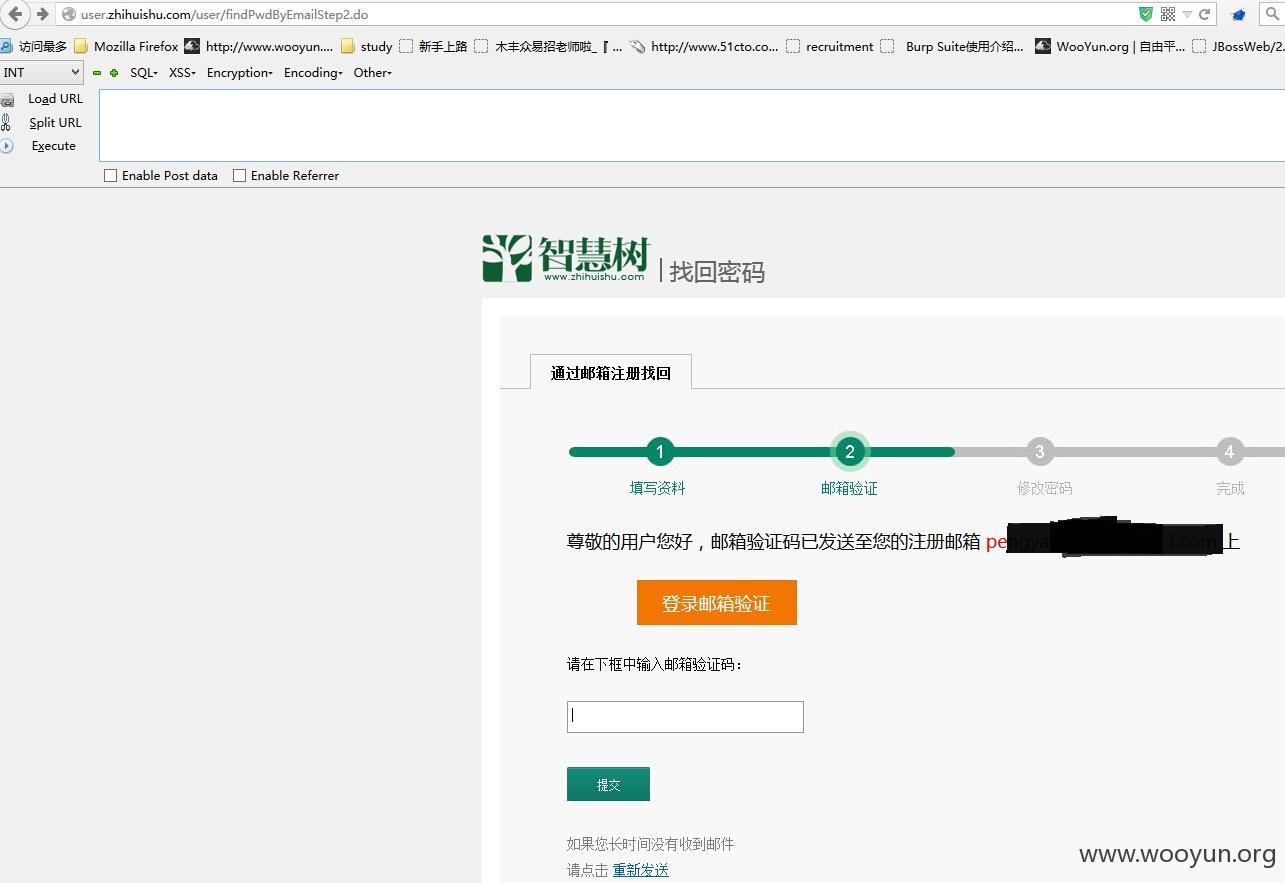 user.zhihuishu.com/user/findPwdByEmailStep2.do
访问最多 Mozilla Firefox http://www.wooyun.... study 新手上路 木丰众易招老师啦_『 ... http://www.51cto.co... recruitment Burp Suite使用介绍... WooYun.org | 自由平... JBossWeb/2.
INT SQL XSS Encryption Encoding Other
Load URL
Split URL
Execute
Enable Post data Enable Referrer
智慧树
www.zhihuishu.com
找回密码
通过邮箱注册找回
1 2 3 4
填写资料 邮箱验证 修改密码 完成
尊敬的用户您好，邮箱验证码已发送至您的注册邮箱 上
登录邮箱验证
请在下框中输入邮箱验证码：
提交
如果您长时间没有收到邮件
请点击 重新发送
www.wooyun.org